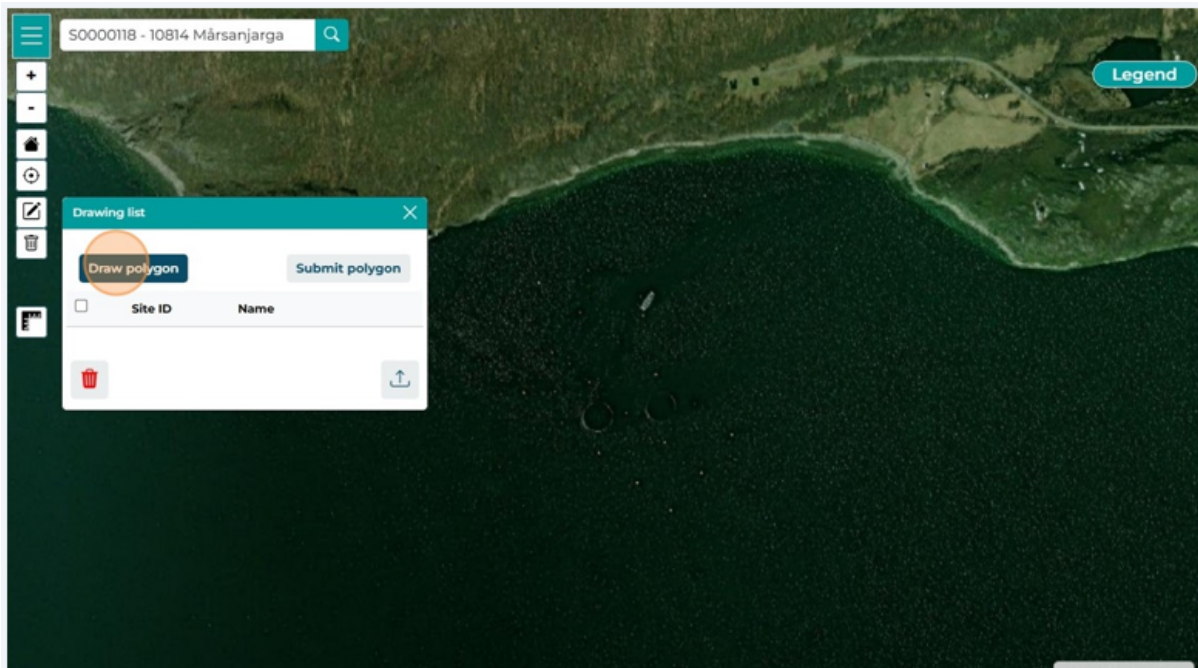 S0000118 - 10814 Mårsanjarga
+
Legend
-
Drawing list
Draw polygon
Submit polygon
Site ID
Name